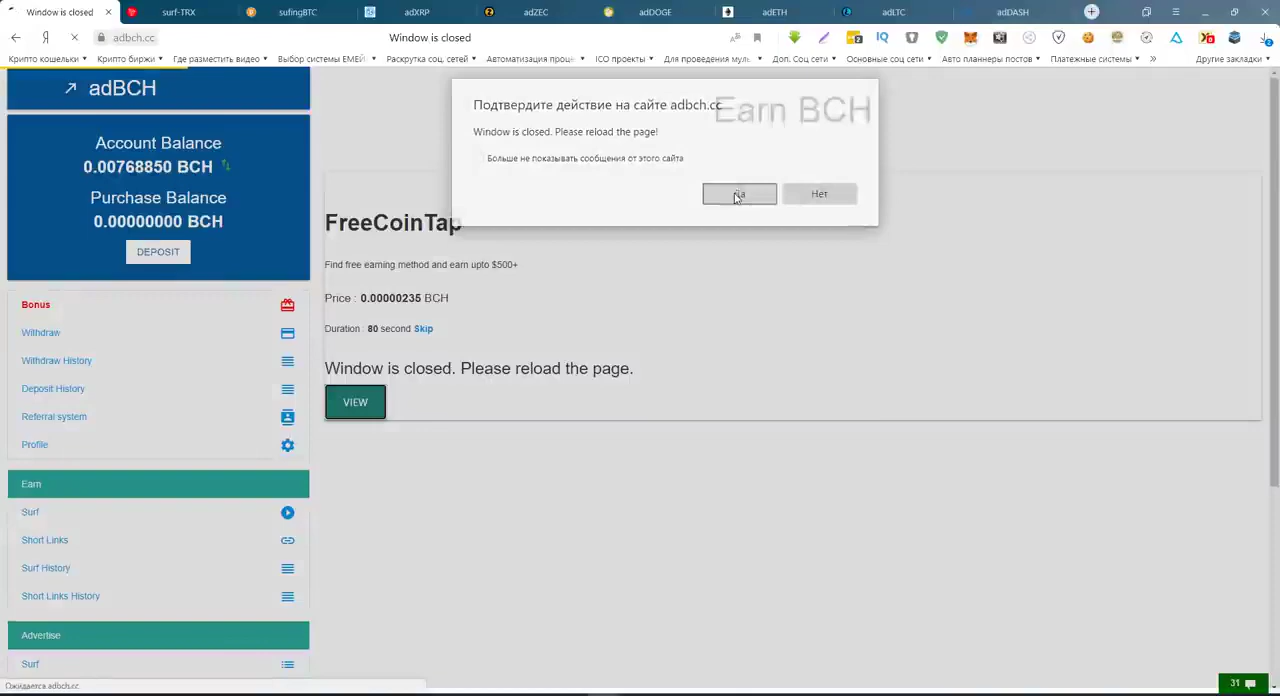 Window is closed
surf-TRX
sufingBTC
adXRP
adZEC
adDOGE
adETH
adLTC
adDASH
adbch.cc
Window is closed
Крипто кошельки
Крипто биржи
Где разместить видео
Выбор системы EMEЙ
Раскрутка соц. сетей
Автоматизация проц
ICO проекты
Для проведения мул
Доп. Соц сети
Основные соц сети
Авто планнеры постов
Платежные системы
»
Другие закладки
adBCH
Account Balance
0.00768850 BCH
Purchase Balance
0.00000000 BCH
DEPOSIT
Bonus
Withdraw
Withdraw History
Deposit History
Referral system
Profile
Earn
Surf
Short Links
Surf History
Short Links History
Advertise
Surf
Подтвердите действие на сайте adbch.cc
Earn BCH
Window is closed. Please reload the page!
Больше не показывать сообщения от этого сайта
Да
Нет
FreeCoinTap
Find free earning method and earn upto $500+
Price : 0.00000235 BCH
Duration : 80 second Skip
Window is closed. Please reload the page.
VIEW
Ожидается adbch.cc
31